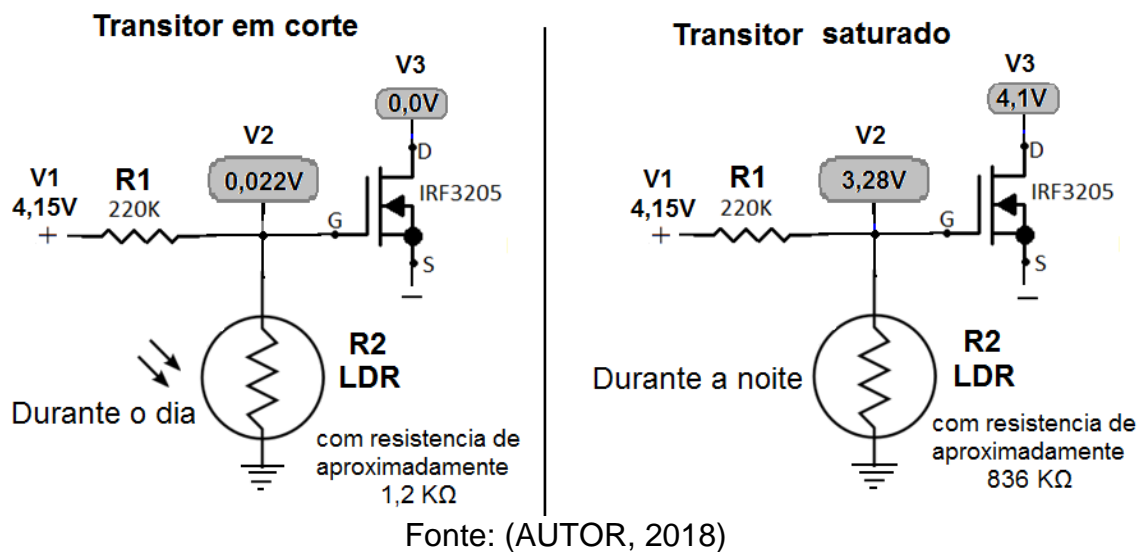 Transitor em corte
V3
0,0V
V2
0,022V
D
V1
4,15V
R1
220K
IRF3205
G
S
+
−
R2
LDR
Durante o dia
com resistencia de
aproximadamente
1,2 KΩ
Transitor saturado
V3
4,1V
V2
3,28V
D
V1
4,15V
R1
220K
IRF3205
G
S
+
−
R2
LDR
Durante a noite
com resistencia de
aproximadamente
836 KΩ
Fonte: (AUTOR, 2018)